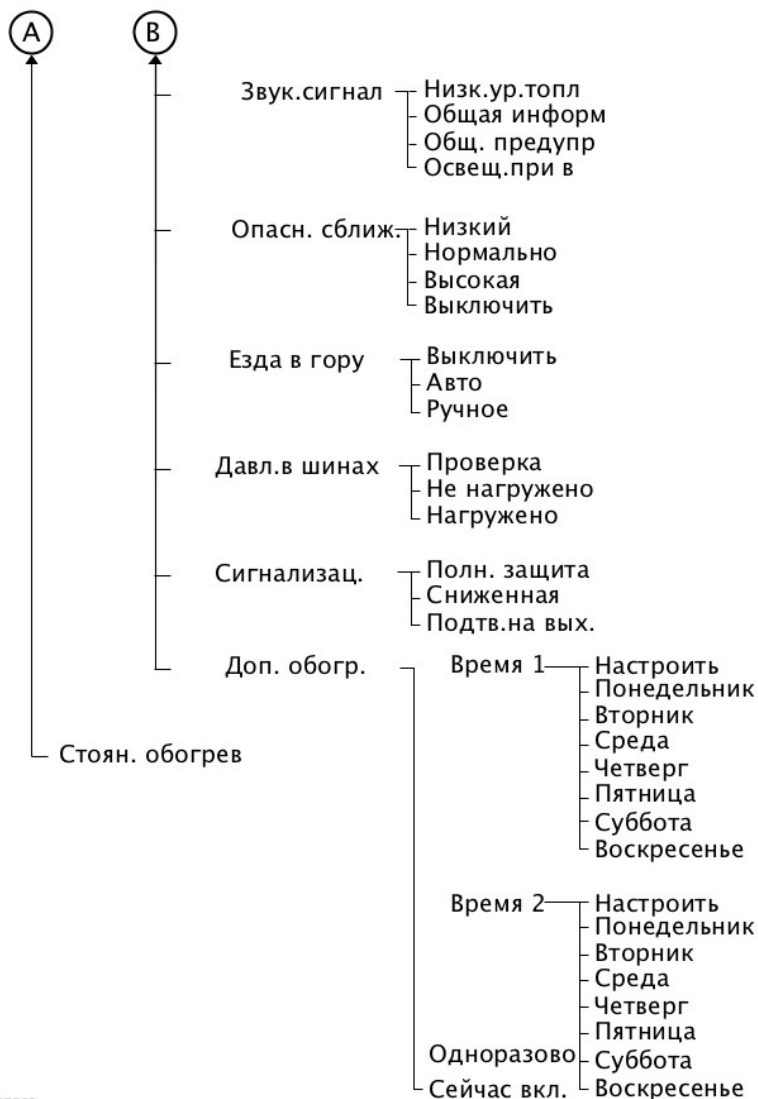 A B
Звук.сигнал Низк.ур.топл
Общая информ
Общ. предупр
Освещ.при в
Опасн. сближ. Низкий
Нормально
Высокая
Выключить
Езда в гору Выключить
Авто
Ручное
Давл.в шинах Проверка
Не нагружено
Нагружено
Сигнализац. Полн. защита
Сниженная
Подтв.на вых.
Доп. обогр. Время 1 Настроить
Понедельник
Вторник
Среда
Стоян. обогрев
Четверг
Пятница
Суббота
Воскресенье
Время 2 Настроить
Понедельник
Вторник
Среда
Четверг
Пятница
Одноразово Суббота
Сейчас вкл. Воскресенье